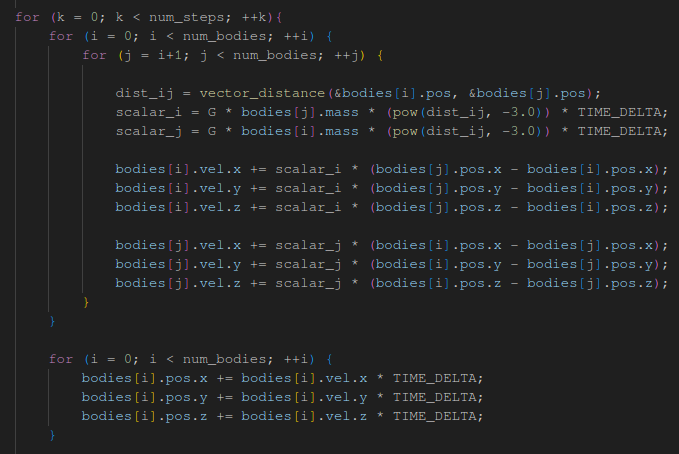 for (k = 0; k < num_steps; ++k){
    for (i = 0; i < num_bodies; ++i) {
        for (j = i+1; j < num_bodies; ++j) {

            dist_ij = vector_distance(&bodies[i].pos, &bodies[j].pos);
            scalar_i = G * bodies[j].mass * (pow(dist_ij, -3.0)) * TIME_DELTA;
            scalar_j = G * bodies[i].mass * (pow(dist_ij, -3.0)) * TIME_DELTA;

            bodies[i].vel.x += scalar_i * (bodies[j].pos.x - bodies[i].pos.x);
            bodies[i].vel.y += scalar_i * (bodies[j].pos.y - bodies[i].pos.y);
            bodies[i].vel.z += scalar_i * (bodies[j].pos.z - bodies[i].pos.z);

            bodies[j].vel.x += scalar_j * (bodies[i].pos.x - bodies[j].pos.x);
            bodies[j].vel.y += scalar_j * (bodies[i].pos.y - bodies[j].pos.y);
            bodies[j].vel.z += scalar_j * (bodies[i].pos.z - bodies[j].pos.z);
        }
    }

    for (i = 0; i < num_bodies; ++i) {
        bodies[i].pos.x += bodies[i].vel.x * TIME_DELTA;
        bodies[i].pos.y += bodies[i].vel.y * TIME_DELTA;
        bodies[i].pos.z += bodies[i].vel.z * TIME_DELTA;
    }